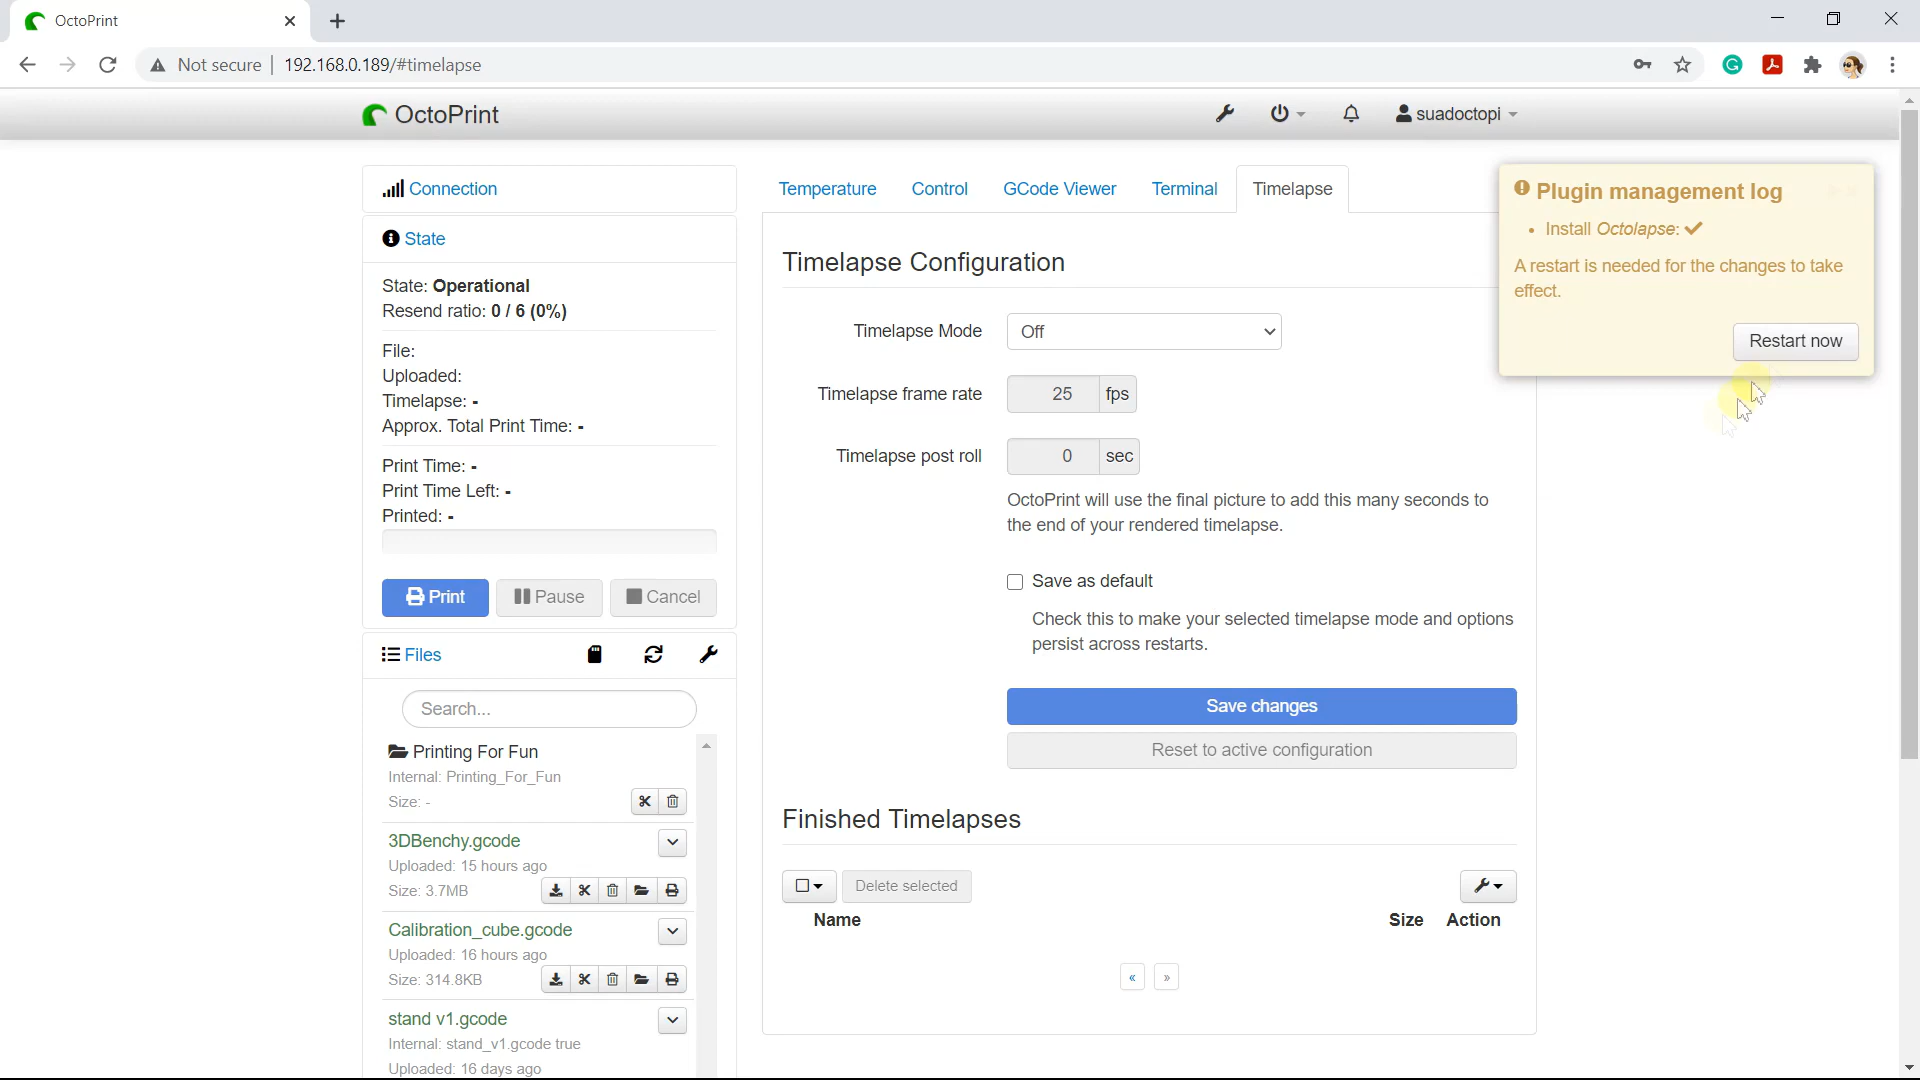 OctoPrint
Not secure | 192.168.0.189/#timelapse
OctoPrint
suadoctopi
Connection
State
State: Operational
Resend ratio: 0 / 6 (0%)
File:
Uploaded:
Timelapse: -
Approx. Total Print Time: -
Print Time: -
Print Time Left: -
Printed: -
Print
Pause
Cancel
Files
Search...
Printing For Fun
Internal: Printing_For_Fun
Size: -
3DBenchy.gcode
Uploaded: 15 hours ago
Size: 3.7MB
Calibration_cube.gcode
Uploaded: 16 hours ago
Size: 314.8KB
stand v1.gcode
Internal: stand_v1.gcode true
Uploaded: 16 days ago
Temperature
Control
GCode Viewer
Terminal
Timelapse
Timelapse Configuration
Timelapse Mode
Off
Timelapse frame rate
25 fps
Timelapse post roll
0 sec
OctoPrint will use the final picture to add this many seconds to
the end of your rendered timelapse.
Save as default
Check this to make your selected timelapse mode and options
persist across restarts.
Save changes
Reset to active configuration
Finished Timelapses
Delete selected
Name
Size
Action
«
»
Plugin management log
• Install Octolapse: ✔
A restart is needed for the changes to take
effect.
Restart now